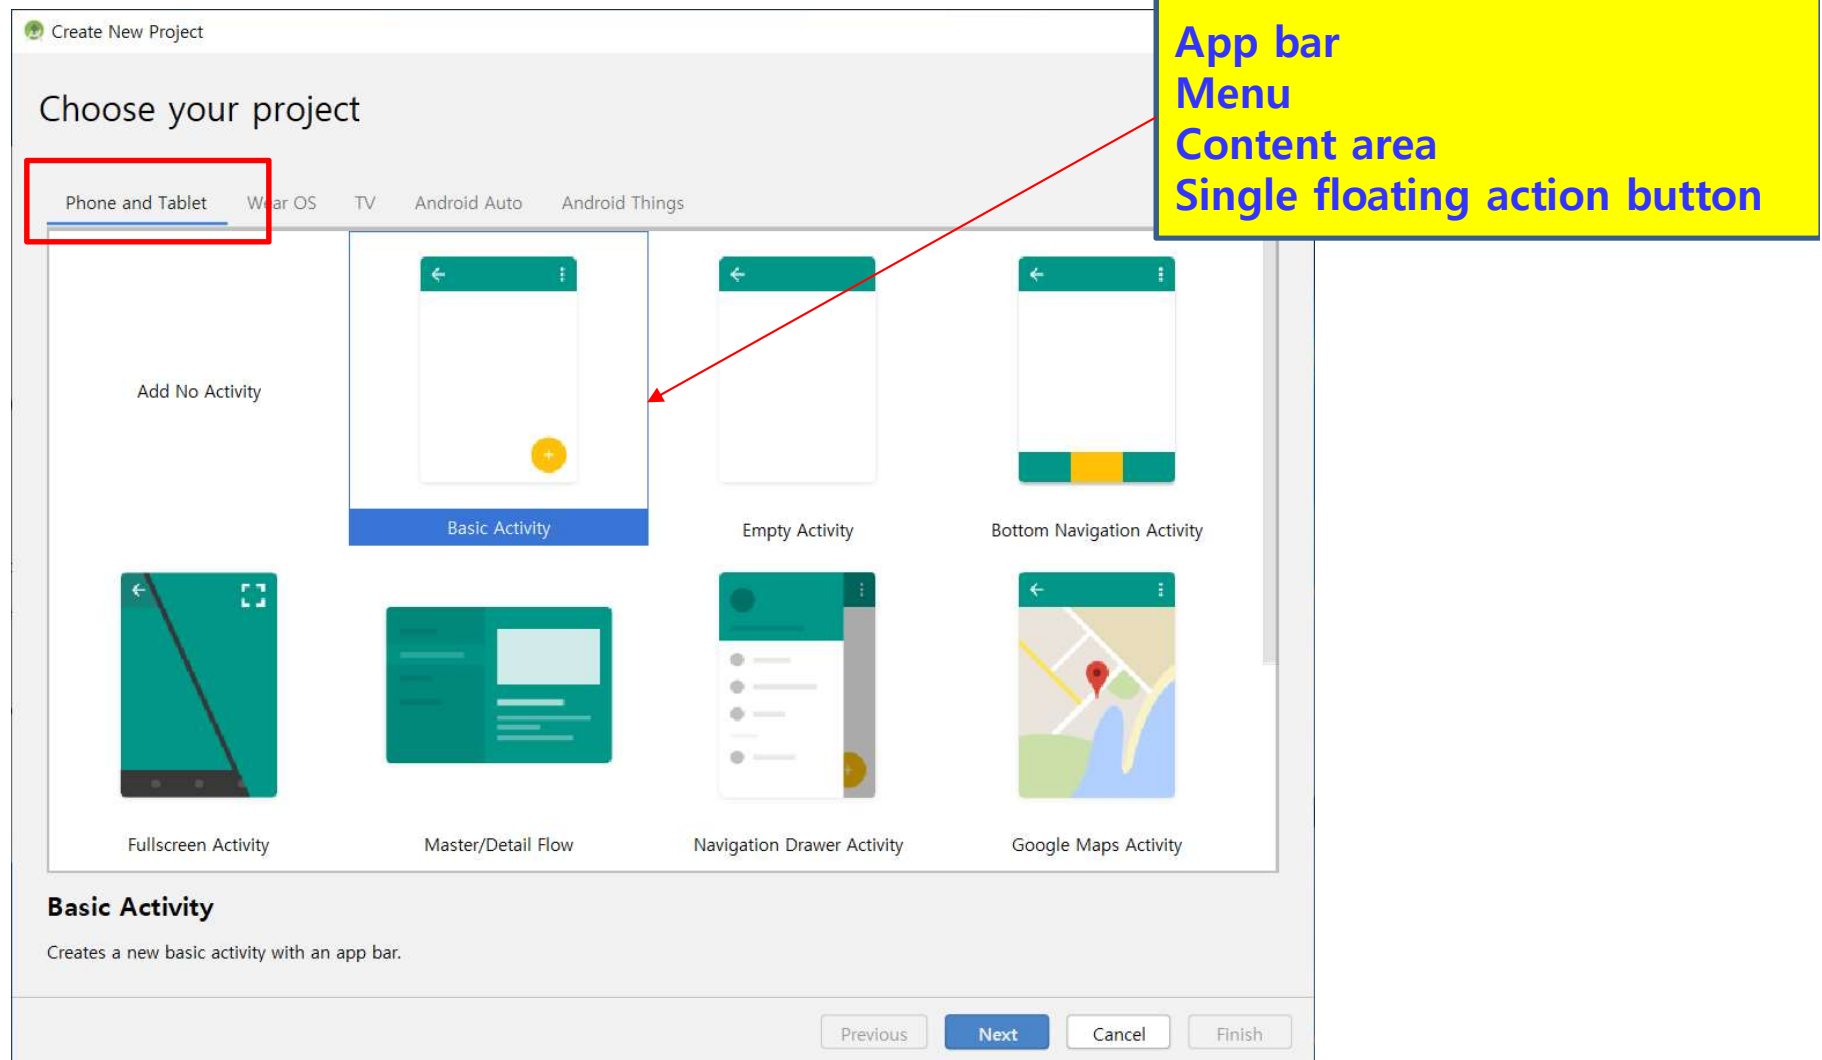 Create New Project
App bar
Menu
Content area
Single floating action button
Choose your project
Phone and Tablet Wear OS TV Android Auto Android Things
Add No Activity
Basic Activity
Empty Activity
Bottom Navigation Activity
Fullscreen Activity
Master/Detail Flow
Navigation Drawer Activity
Google Maps Activity
Basic Activity
Creates a new basic activity with an app bar.
Previous Next Cancel Finish